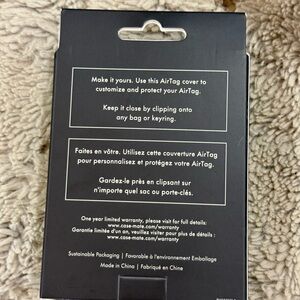 Make it yours. Use this AirTag cover to
customize and protect your AirTag.
Keep it close by clipping onto
any bag or keyring.
Faites en vôtre. Utilisez cette couverture AirTag
pour personnalisez et protégez votre AirTag.
Gardez-le près en clipsant sur
n'importe quel sac ou porte-clés.
One year limited warranty, please visit for full details:
www.case-mate.com/warranty
Garantie limitée d'un an, veuillez visiter pour plus de détails :
www.case-mate.com/warranty
Sustainable Packaging | Favorable à l'environnement Emballage
Made in China | Fabriqué en Chine